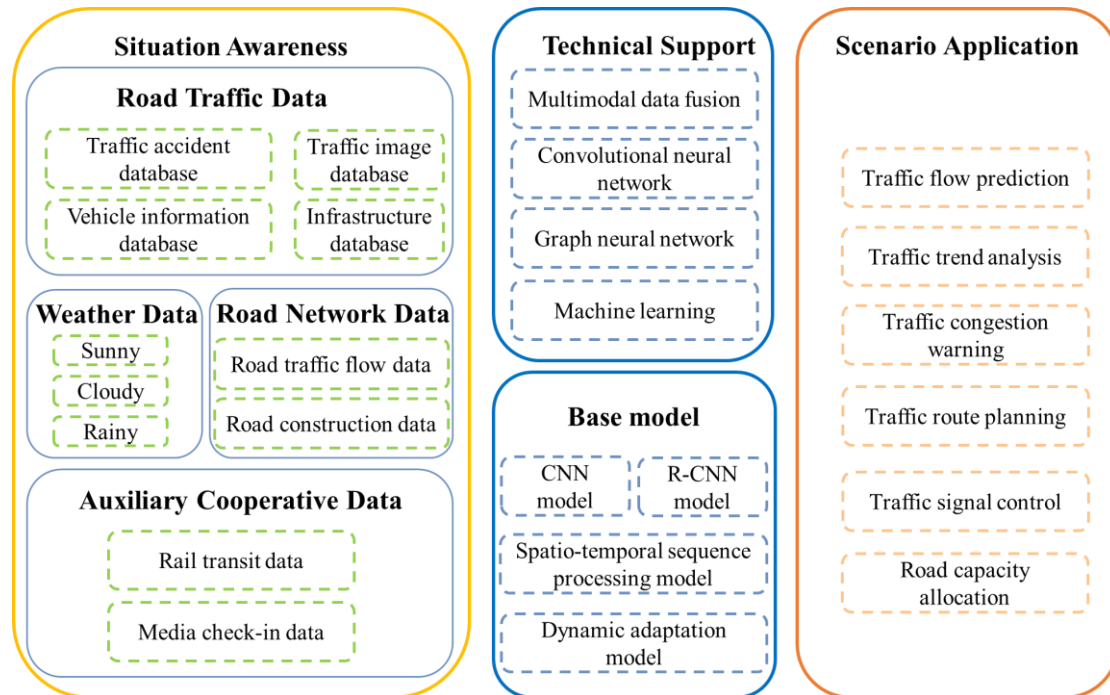 Situation Awareness
Road Traffic Data
Traffic accident
database
Traffic image
database
Vehicle information
database
Infrastructure
database
Weather Data
Sunny
Cloudy
Rainy
Road Network Data
Road traffic flow data
Road construction data
Auxiliary Cooperative Data
Rail transit data
Media check-in data
Technical Support
Multimodal data fusion
Convolutional neural
network
Graph neural network
Machine learning
Base model
CNN
model
R-CNN
model
Spatio-temporal sequence
processing model
Dynamic adaptation
model
Scenario Application
Traffic flow prediction
Traffic trend analysis
Traffic congestion
warning
Traffic route planning
Traffic signal control
Road capacity
allocation